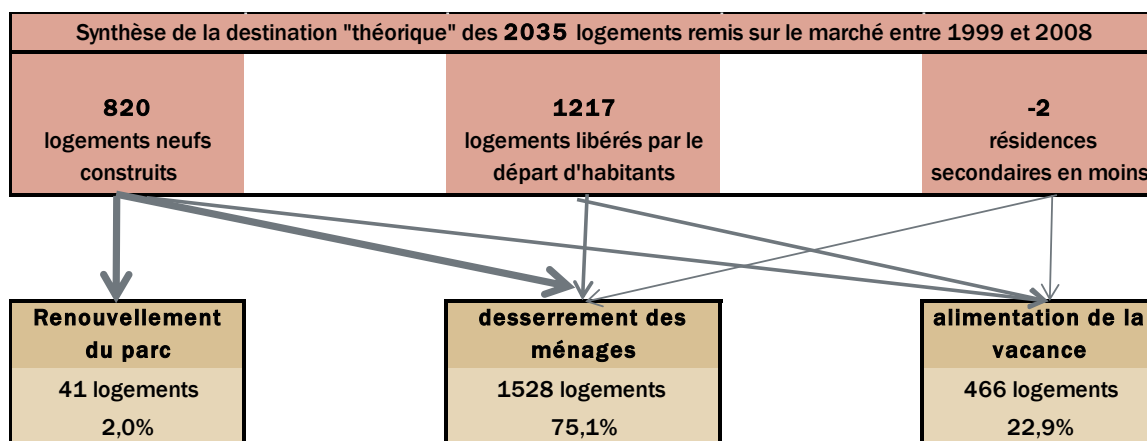 Synthèse de la destination "théorique" des 2035 logements remis sur le marché entre 1999 et 2008
820
logements neufs
construits
1217
logements libérés par le
départ d'habitants
-2
résidences
secondaires en moins
Renouvellement
du parc
41 logements
2,0%
desserrement des
ménages
1528 logements
75,1%
alimentation de la
vacance
466 logements
22,9%